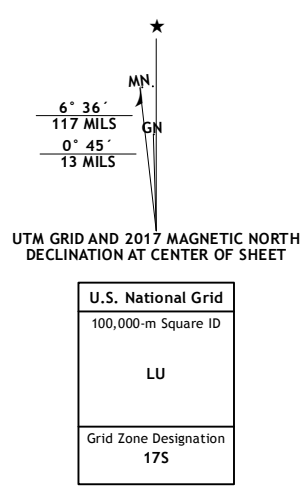 MN.
6° 36´
117 MILS
GN
0° 45´
13 MILS
UTM GRID AND 2017 MAGNETIC NORTH
DECLINATION AT CENTER OF SHEET
U.S. National Grid
100,000-m Square ID
LU
Grid Zone Designation
17S